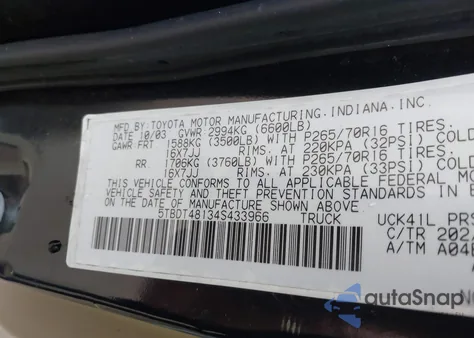 MFD.BY:TOYOTA MOTOR MANUFACTURING.INDIANA.INC.
DATE 10/03 GVWR 2994KG (6600LB)
GAWR:FRT 1588KG (3500LB) WITH P265/70R16 TIRES.
16X7JJ RIMS. AT 220KPA (32PSI) COLD
RR 1706KG (3760LB) WITH P265/70R16 TIRES.
16X7JJ RIMS. AT 230KPA (33PSI) COLD
THIS VEHICLE CONFORMS TO ALL APPLICABLE FEDERAL MO
VEHICLE SAFETY AND THEFT PREVENTION STANDARDS IN
ON THE DATE OF MANUFACTURE SHOWN ABOVE.
5TBDT48134S433966 TRUCK UCK41L PR
C/TR 202
A/TM A04
autoSnap